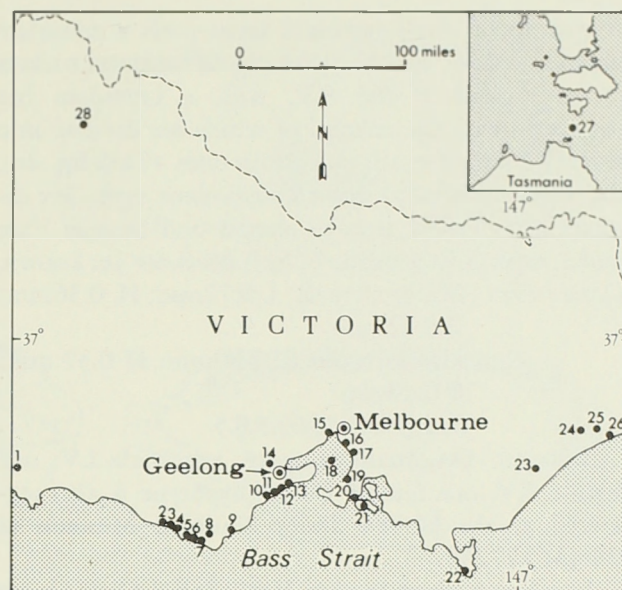 0 100 miles
28
N
27
Tasmania
147°
37° 37°
VICTORIA
15 Melbourne
16
17
14
Geelong
18
19
10 11 12 13
20
21
24 25 26
23
1
2 3 4 5 6 7 8 9
Bass Strait
22
147°